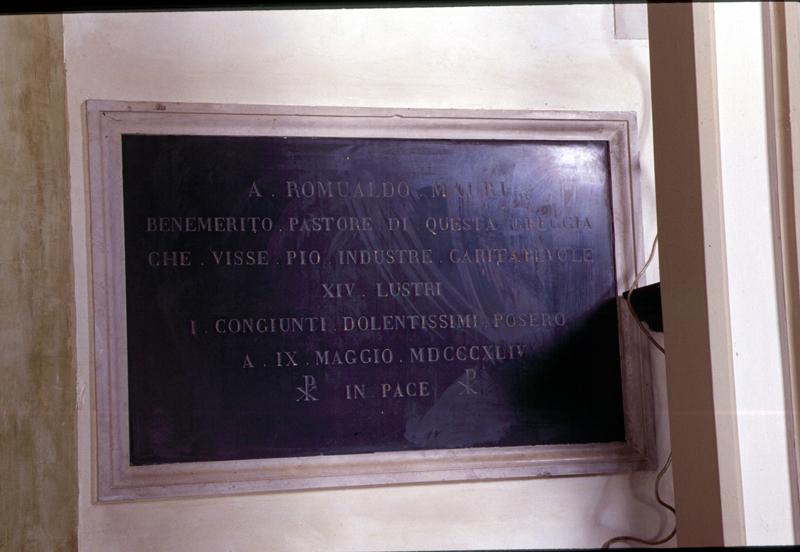 A . ROMUALDO . MAURI
BENEMERITO . PASTORE . DI . QUESTA . GREGGIA
CHE . VISSE . PIO . INDUSTRE . CARITATEVOLE
XIV . LUSTRI
I . CONGIUNTI . DOLENTISSIMI . POSERO
A . IX . MAGGIO . MDCCCXLIV
☧ IN PACE ☧